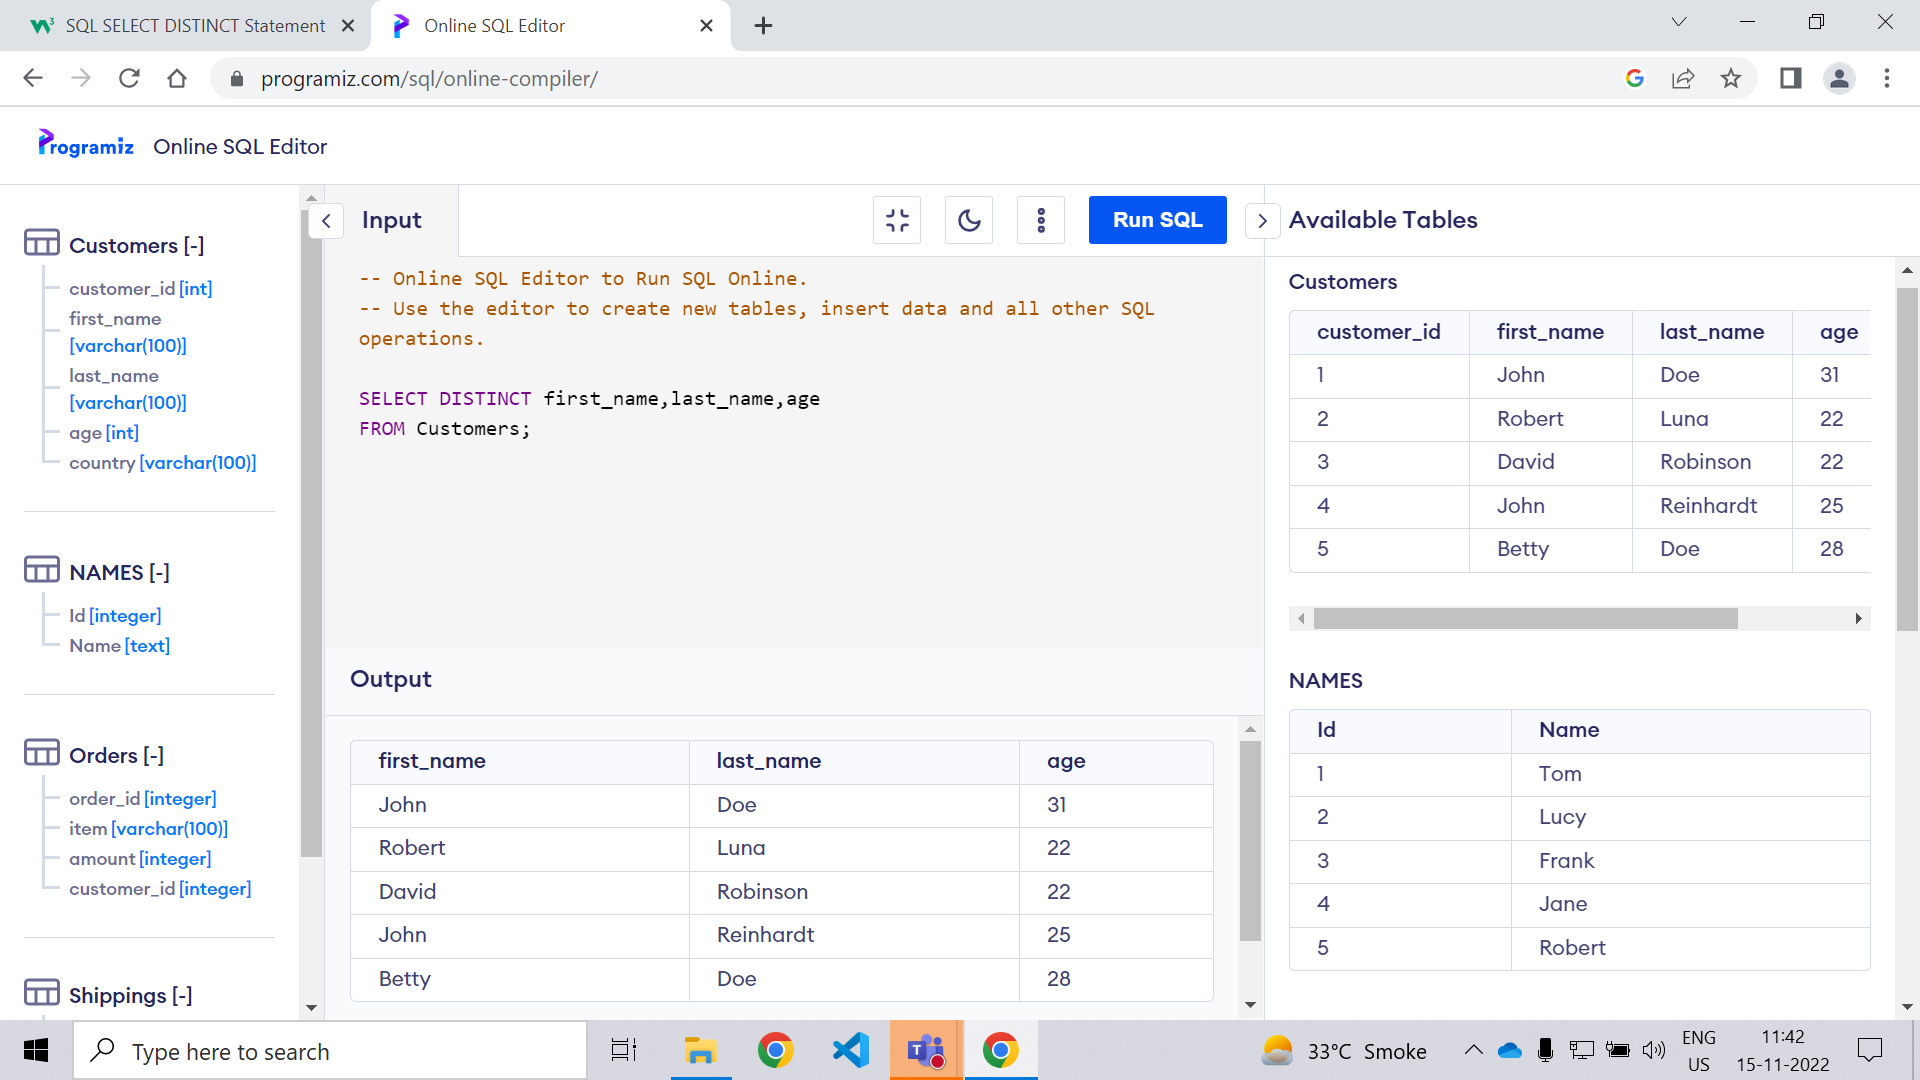 SQL SELECT DISTINCT Statement
Online SQL Editor
programiz.com/sql/online-compiler/
Programiz Online SQL Editor
Customers [-]
customer_id [int]
first_name
[varchar(100)]
last_name
[varchar(100)]
age [int]
country [varchar(100)]
NAMES [-]
Id [integer]
Name [text]
Orders [-]
order_id [integer]
item [varchar(100)]
amount [integer]
customer_id [integer]
Shippings [-]
Input
Run SQL
-- Online SQL Editor to Run SQL Online.
-- Use the editor to create new tables, insert data and all other SQL
operations.
SELECT DISTINCT first_name,last_name,age
FROM Customers;
Output
first_name last_name age
John Doe 31
Robert Luna 22
David Robinson 22
John Reinhardt 25
Betty Doe 28
Available Tables
Customers
customer_id first_name last_name age
1 John Doe 31
2 Robert Luna 22
3 David Robinson 22
4 John Reinhardt 25
5 Betty Doe 28
NAMES
Id Name
1 Tom
2 Lucy
3 Frank
4 Jane
5 Robert
Type here to search
33°C Smoke
ENG
US
11:42
15-11-2022